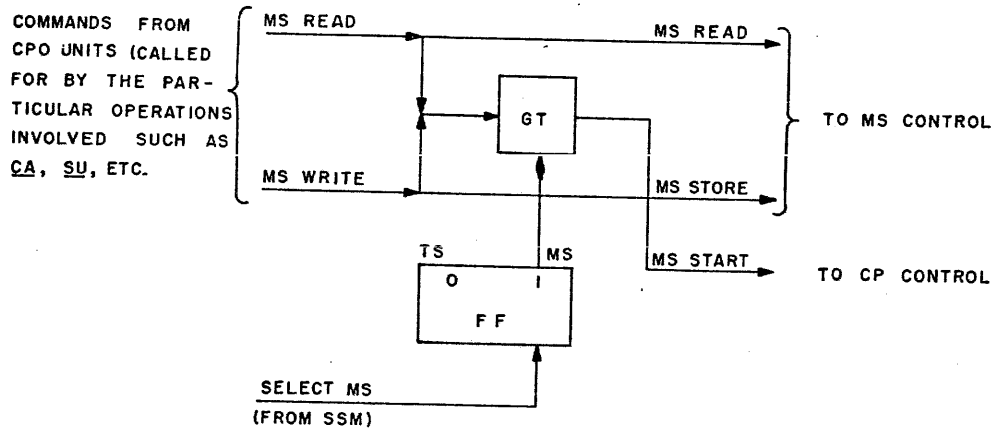 COMMANDS FROM
CPO UNITS (CALLED
FOR BY THE PAR-
TICULAR OPERATIONS
INVOLVED SUCH AS
CA, SU, ETC.
MS READ
MS READ
GT
TO MS CONTROL
MS WRITE
MS STORE
TS
MS
MS START
TO CP CONTROL
O
I
FF
SELECT MS
(FROM SSM)